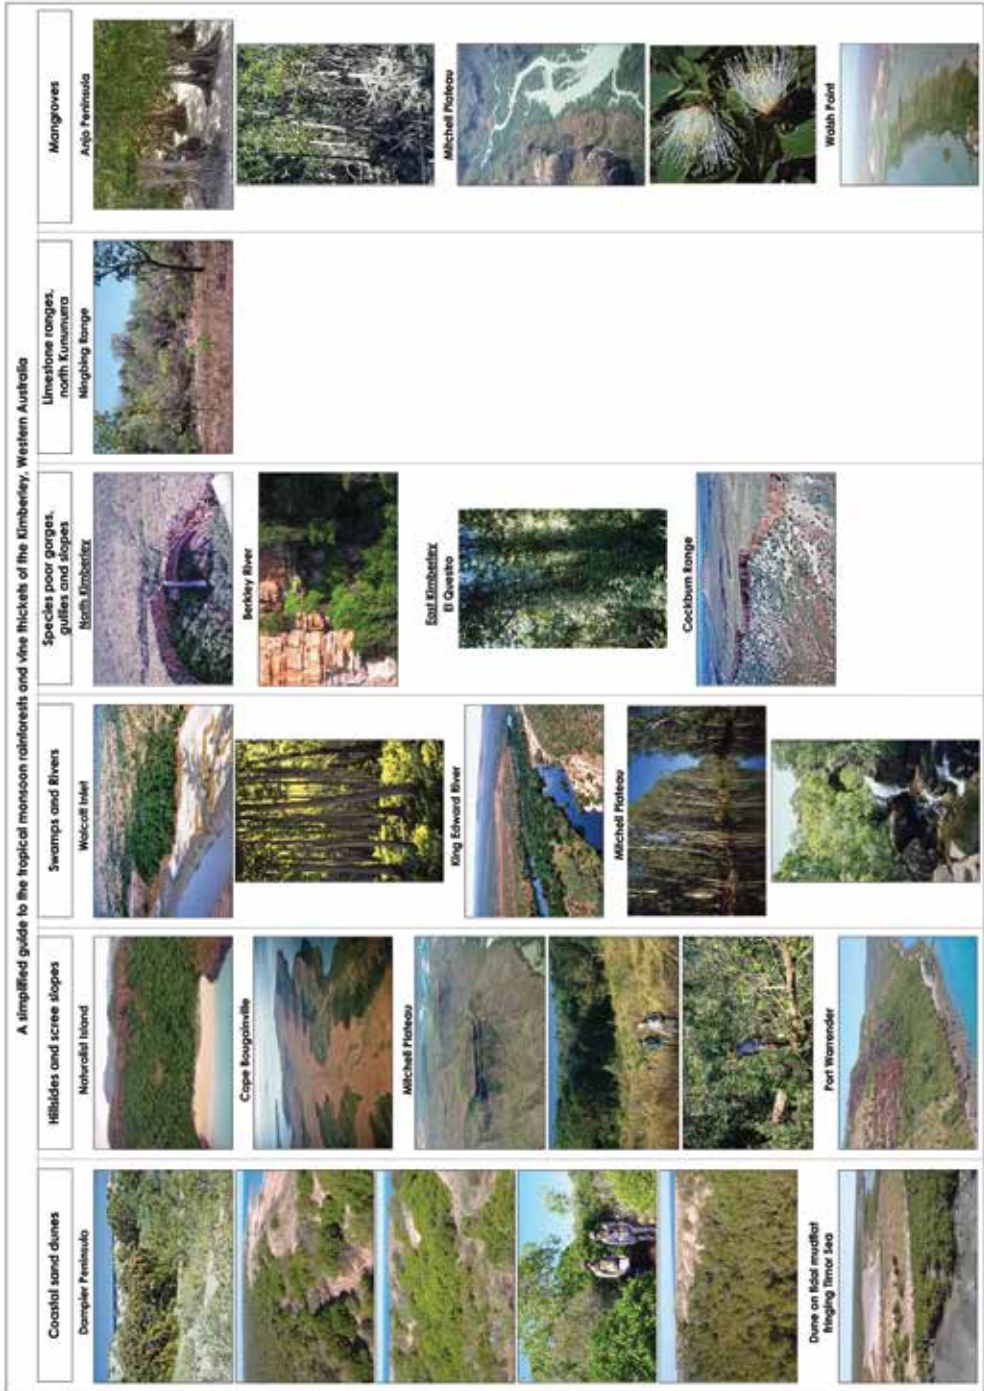 A simplified guide to the tropical monsoon rainforests and vine thickets of the Kimberley, Western Australia
Coastal sand dunes
Dampier Peninsula
Dune on tidal mudflat
fringing Timor Sea
Hillsides and scree slopes
Naturalist Island
Cape Bougainville
Mitchell Plateau
Port Warrender
Swamps and Rivers
Walcott Inlet
King Edward River
Mitchell Plateau
Species poor gorges,
gullies and slopes
North Kimberley
Berkley River
East Kimberley
El Questro
Cockburn Range
Limestone ranges,
north Kununurra
Ningbing Range
Mangroves
Anjo Peninsula
Mitchell Plateau
Walsh Point